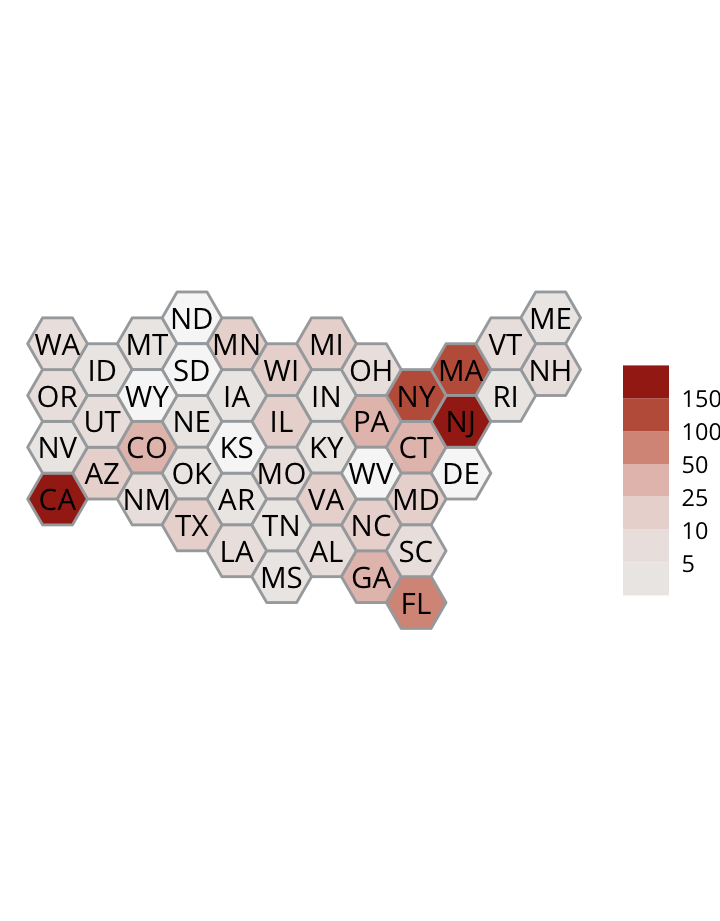 ND
ME
WA
MT
MN
MI
VT
ID
SD
WI
OH
MA
NH
OR
WY
IA
IN
NY
RI
UT
NE
IL
PA
NJ
NV
CO
KS
KY
CT
AZ
OK
MO
WV
DE
CA
NM
AR
VA
MD
TX
TN
NC
LA
AL
SC
MS
GA
FL
150
100
50
25
10
5